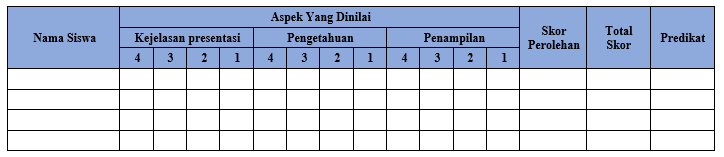 Nama Siswa
Aspek Yang Dinilai
Skor Perolehan
Total Skor
Predikat
Kejelasan presentasi
Pengetahuan
Penampilan
4 3 2 1 4 3 2 1 4 3 2 1